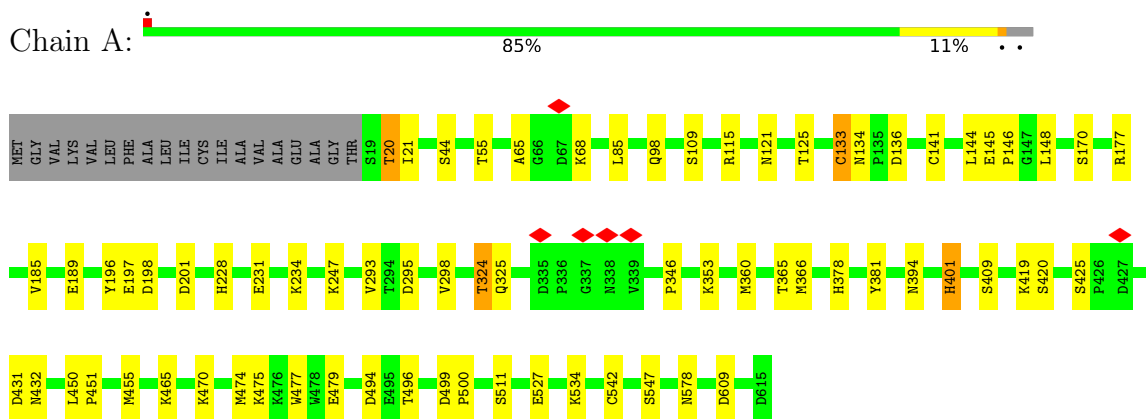 Chain A:
85% 11%
MET GLY VAL LYS VAL LEU PHE ALA LEU ILE CYS ILE ALA VAL ALA GLU ALA GLY THR S19 T20 I21 S44 T55 A65 G66 D67 K68 L85 Q98 S109 R115 N121 T125 C133 N134 P135 D136 C141 L144 E145 P146 G147 L148 S170 R177
V185 E189 Y196 E197 D198 D201 H228 E231 K234 K247 V293 T294 D295 V298 T324 Q325 D335 P336 G337 N338 V339 P346 K353 M360 T365 M366 H378 Y381 N394 H401 S409 K419 S420 S425 P426 D427
D431 N432 L450 P451 M455 K465 K470 M474 K475 K476 W477 W478 E479 D494 E495 T496 D499 P500 S511 E527 K534 C542 S547 N578 D609 D615